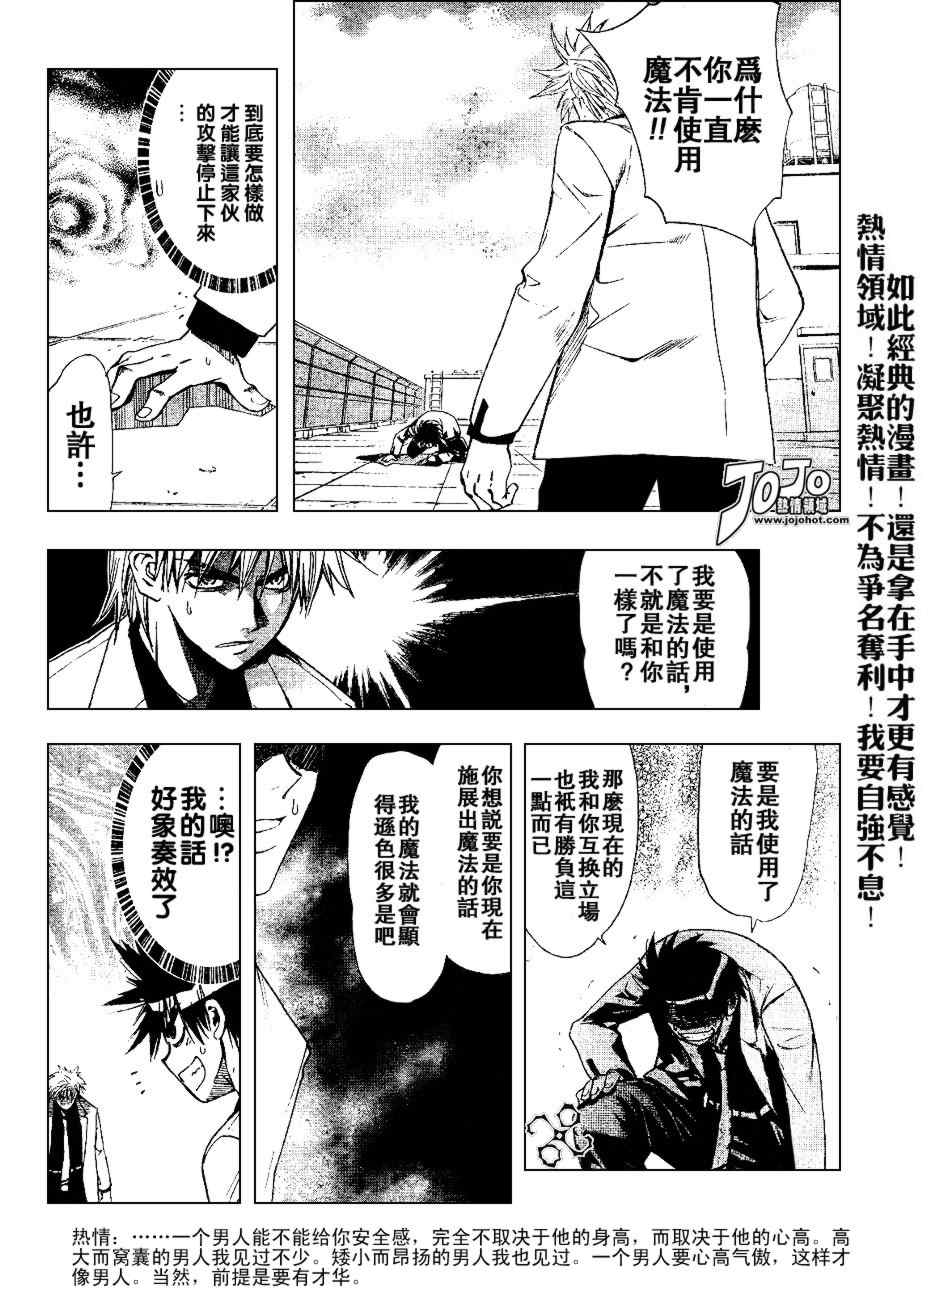 爲什麽
你一直
不肯使用
魔法!!
到底要怎樣做
才能讓這家伙
的攻擊停止下來
…
也許…
我要是使用
了魔法的話，
不就是和你
一樣了嗎？
要是我使用了
魔法的話
那麽現在的
我和你互换立場
也祇有勝負這
一點而已
你想説要是你現在
施展出魔法的話
我的魔法就會顯
得遜色很多是吧
…噢!?
我的話
好象奏效了
如此經典的漫畫！還是拿在手中才更有感覺！
熱情領域！凝聚熱情！不為爭名奪利！我要自強不息！
JOJO
熱情領域
www.jojohot.com
热情：……一个男人能不能给你安全感，完全不取决于他的身高，而取决于他的心高。高
大而窝囊的男人我见过不少。矮小而昂扬的男人我也见过。一个男人要心高气傲，这样才
像男人。当然，前提是要有才华。